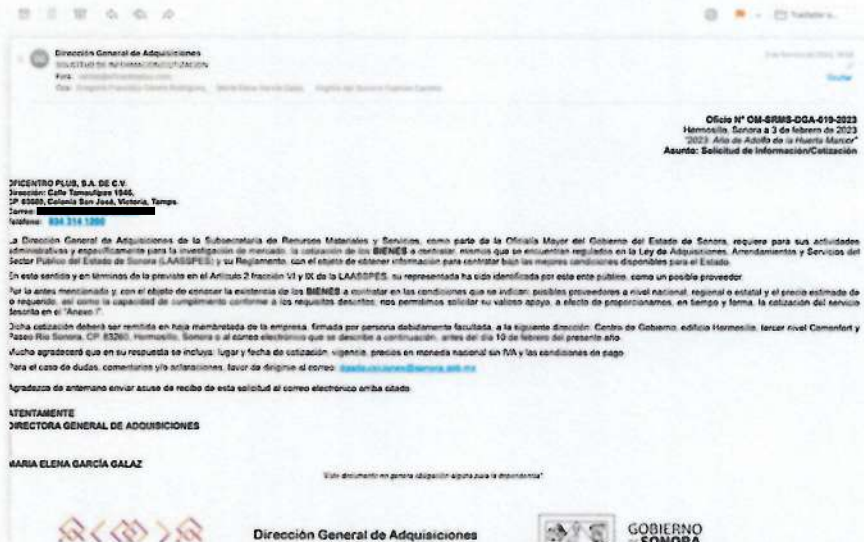 Dirección General de Adquisiciones
SOLICITUD DE INFORMACION/COTIZACION
Para:
Oficio N° OM-SRMS-DGA-019-2023
Hermosillo, Sonora a 3 de febrero de 2023
"2023: Año de Adolfo de la Huerta Marcor"
Asunto: Solicitud de Información/Cotización
OFICENTRO PLUS, S.A. DE C.V.
Dirección: Calle Tamaulipas 1946,
Colonia San José, Victoria, Tamps.
Correo:
Teléfono: 834 314 1200
La Dirección General de Adquisiciones de la Subsecretaría de Recursos Materiales y Servicios, como parte de la Oficialía Mayor del Gobierno del Estado de Sonora, requiere para sus actividades
administrativas y específicamente para la investigación de mercado, la cotización de los BIENES a contratar, mismos que se encuentran regulados en la Ley de Adquisiciones, Arrendamientos y Servicios del
Sector Público del Estado de Sonora (LAASSPES) y su Reglamento, con el objeto de obtener información para contratar bajo las mejores condiciones disponibles para el Estado.
En este sentido y en términos de lo previsto en el Artículo 2 fracción VI y IX de la LAASSPES, su representada ha sido identificada por este ente público, como un posible proveedor.
Por lo antes mencionado y, con el objeto de conocer la existencia de los BIENES a contratar en las condiciones que se indican; posibles proveedores a nivel nacional, regional o estatal y el precio estimado de
lo requerido, así como la capacidad de cumplimiento conforme a los requisitos descritos, nos permitimos solicitar su valioso apoyo, a efecto de proporcionarnos, en tiempo y forma, la cotización del servicio
descrito en el "Anexo I".
Dicha cotización deberá ser remitida en hoja membretada de la empresa, firmada por persona debidamente facultada, a la siguiente dirección: Centro de Gobierno, edificio Hermosillo, tercer nivel Comonfort y
Paseo Río Sonora, CP. 83260, Hermosillo, Sonora o al correo electrónico que se describe a continuación, antes del día 10 de febrero del presente año.
Mucho agradeceré que en su respuesta se incluya: lugar y fecha de cotización, vigencia, precios en moneda nacional sin IVA y las condiciones de pago.
Para el caso de dudas, comentarios y/o aclaraciones, favor de dirigirse al correo:
Agradezco de antemano enviar acuse de recibo de esta solicitud al correo electrónico arriba citado.
ATENTAMENTE
DIRECTORA GENERAL DE ADQUISICIONES
MARIA ELENA GARCÍA GALAZ
Dirección General de Adquisiciones
GOBIERNO
DE SONORA